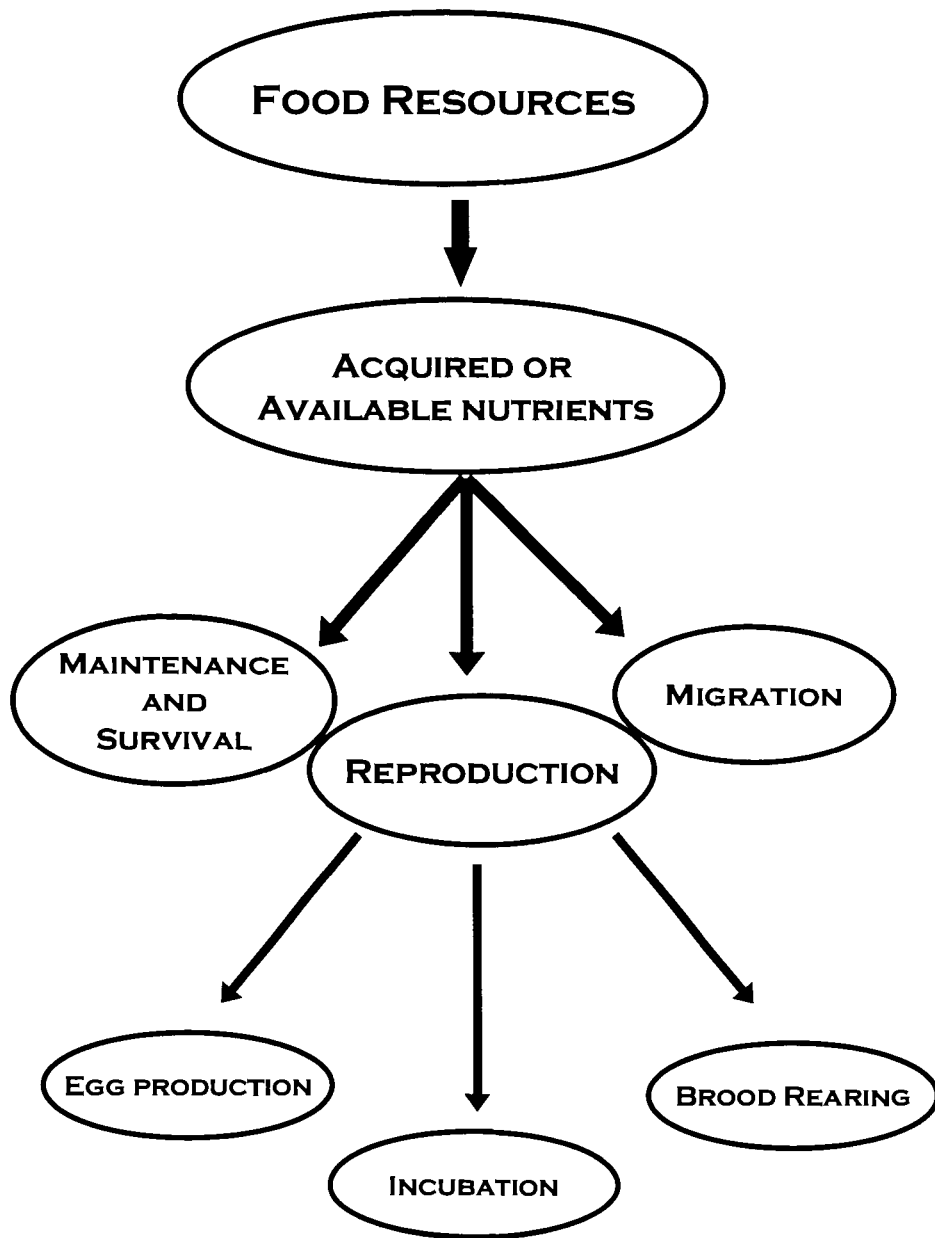 FOOD RESOURCES
ACQUIRED OR
AVAILABLE NUTRIENTS
MAINTENANCE
AND
SURVIVAL
MIGRATION
REPRODUCTION
EGG PRODUCTION
BROOD REARING
INCUBATION